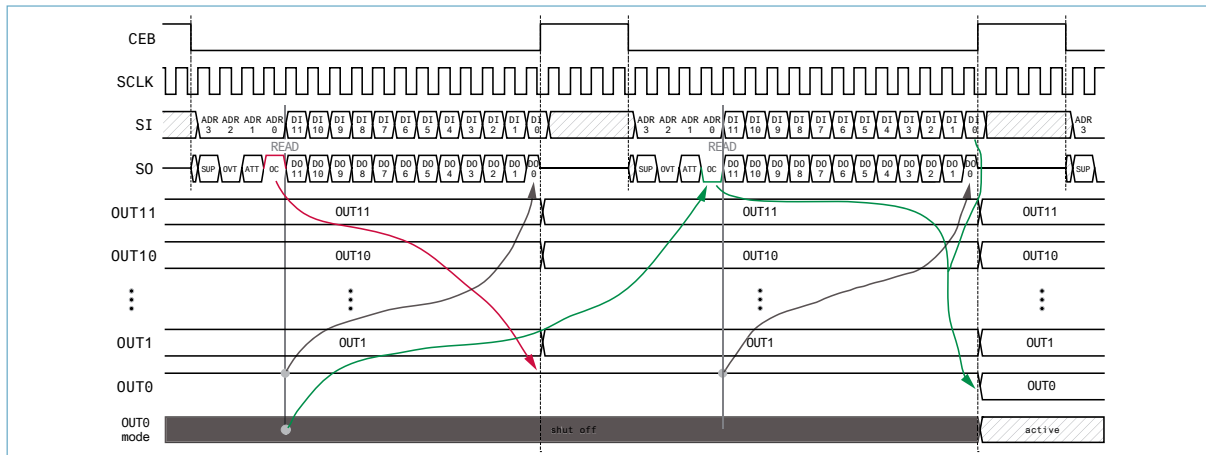 CEB
SCLK
SI ADR 3 ADR 2 ADR 1 ADR 0 DI 11 DI 10 DI 9 DI 8 DI 7 DI 6 DI 5 DI 4 DI 3 DI 2 DI 1 DI 0 ADR 3 ADR 2 ADR 1 ADR 0 DI 11 DI 10 DI 9 DI 8 DI 7 DI 6 DI 5 DI 4 DI 3 DI 2 DI 1 DI 0 ADR 3
READ READ
SO SUP OVT ATT OC DO 11 DO 10 DO 9 DO 8 DO 7 DO 6 DO 5 DO 4 DO 3 DO 2 DO 1 DO 0 SUP OVT ATT OC DO 11 DO 10 DO 9 DO 8 DO 7 DO 6 DO 5 DO 4 DO 3 DO 2 DO 1 DO 0 SUP
OUT11 OUT11 OUT11 OUT11
OUT10 OUT10 OUT10 OUT10
OUT1 OUT1 OUT1 OUT1
OUT0 OUT0
OUT0 mode shut off active